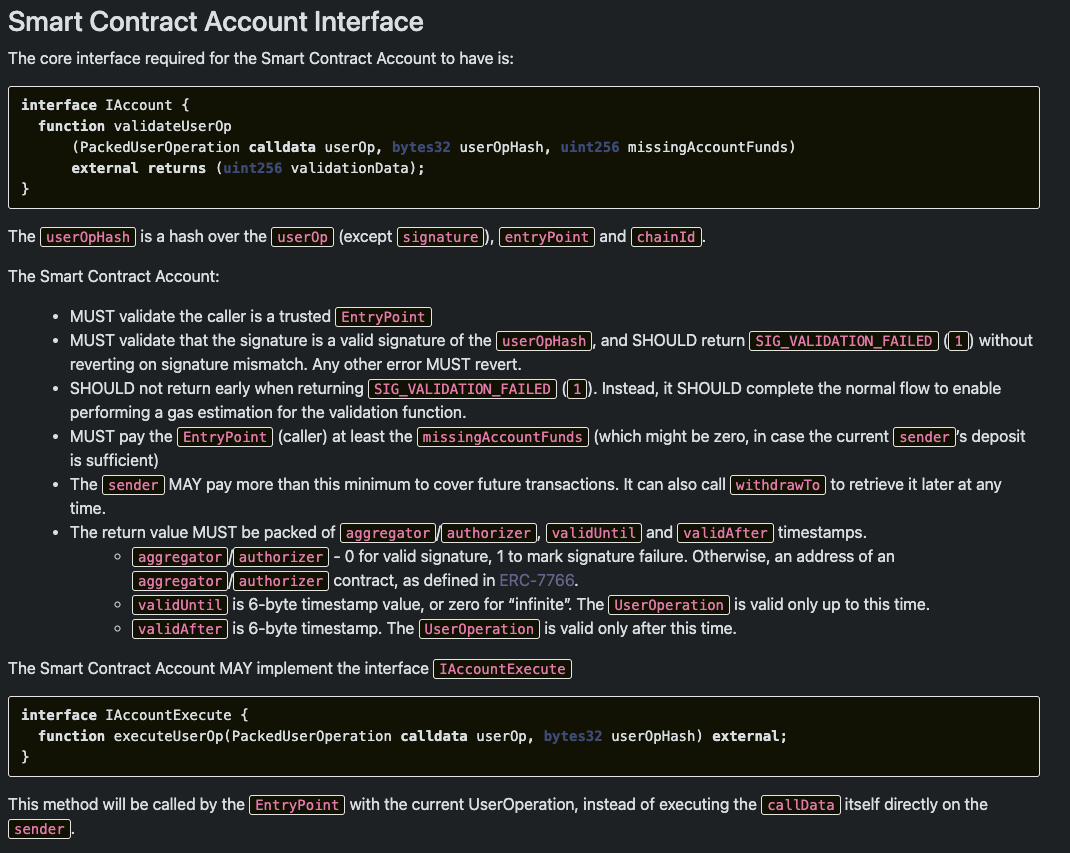 Smart Contract Account Interface
The core interface required for the Smart Contract Account to have is:
interface IAccount {
  function validateUserOp
      (PackedUserOperation calldata userOp, bytes32 userOpHash, uint256 missingAccountFunds)
      external returns (uint256 validationData);
}
The userOpHash is a hash over the userOp (except signature), entryPoint and chainId.
The Smart Contract Account:
• MUST validate the caller is a trusted EntryPoint
• MUST validate that the signature is a valid signature of the userOpHash, and SHOULD return SIG_VALIDATION_FAILED (1) without
reverting on signature mismatch. Any other error MUST revert.
• SHOULD not return early when returning SIG_VALIDATION_FAILED (1). Instead, it SHOULD complete the normal flow to enable
performing a gas estimation for the validation function.
• MUST pay the EntryPoint (caller) at least the missingAccountFunds (which might be zero, in case the current sender's deposit
is sufficient)
• The sender MAY pay more than this minimum to cover future transactions. It can also call withdrawTo to retrieve it later at any
time.
• The return value MUST be packed of aggregator/authorizer, validUntil and validAfter timestamps.
◦ aggregator/authorizer - 0 for valid signature, 1 to mark signature failure. Otherwise, an address of an
aggregator/authorizer contract, as defined in ERC-7766.
◦ validUntil is 6-byte timestamp value, or zero for “infinite”. The UserOperation is valid only up to this time.
◦ validAfter is 6-byte timestamp. The UserOperation is valid only after this time.
The Smart Contract Account MAY implement the interface IAccountExecute
interface IAccountExecute {
  function executeUserOp(PackedUserOperation calldata userOp, bytes32 userOpHash) external;
}
This method will be called by the EntryPoint with the current UserOperation, instead of executing the callData itself directly on the
sender.